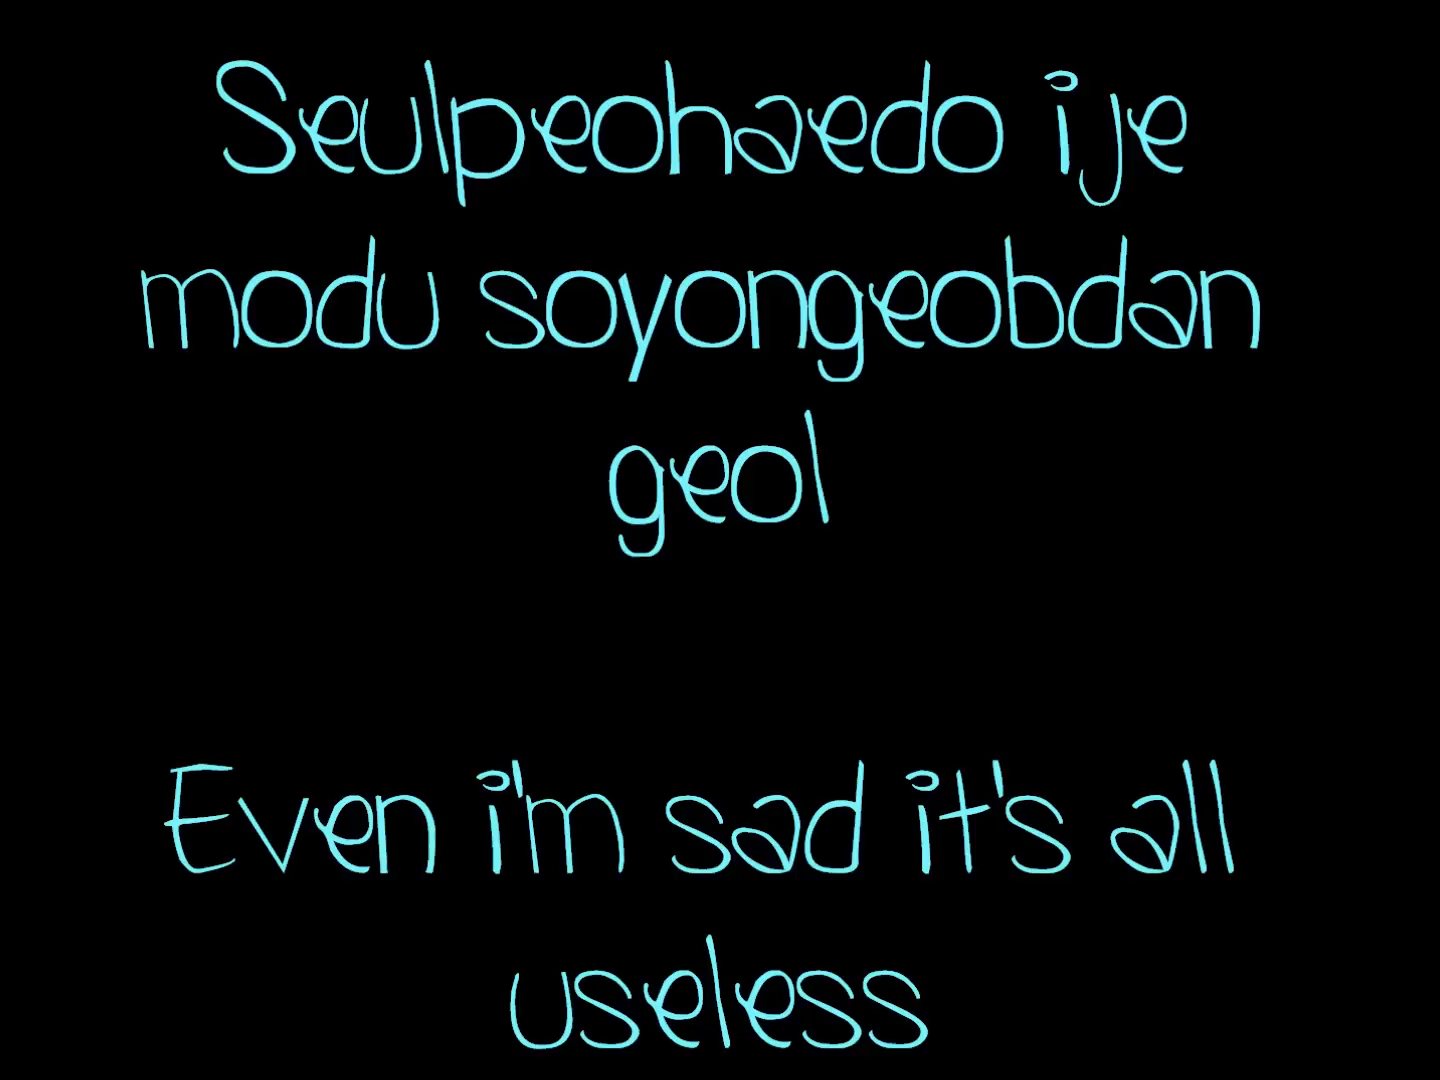 Seulpeohaedo ije
modu soyongeobdan
geol
Even i'm sad it's all
useless